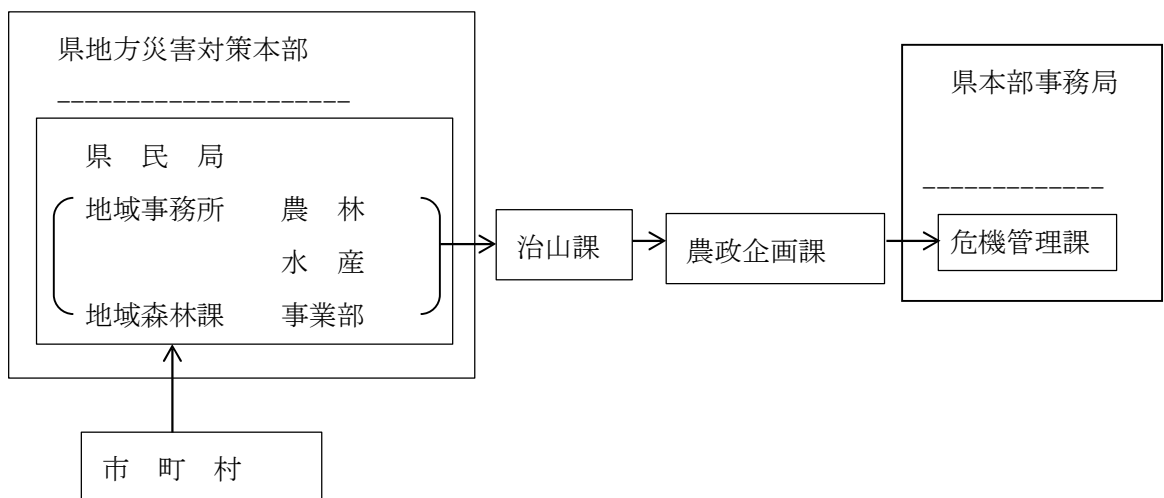 県地方災害対策本部
県　民　局
地域事務所　農　林
水　産
地域森林課　事業部
市　町　村
治山課
農政企画課
県本部事務局
危機管理課